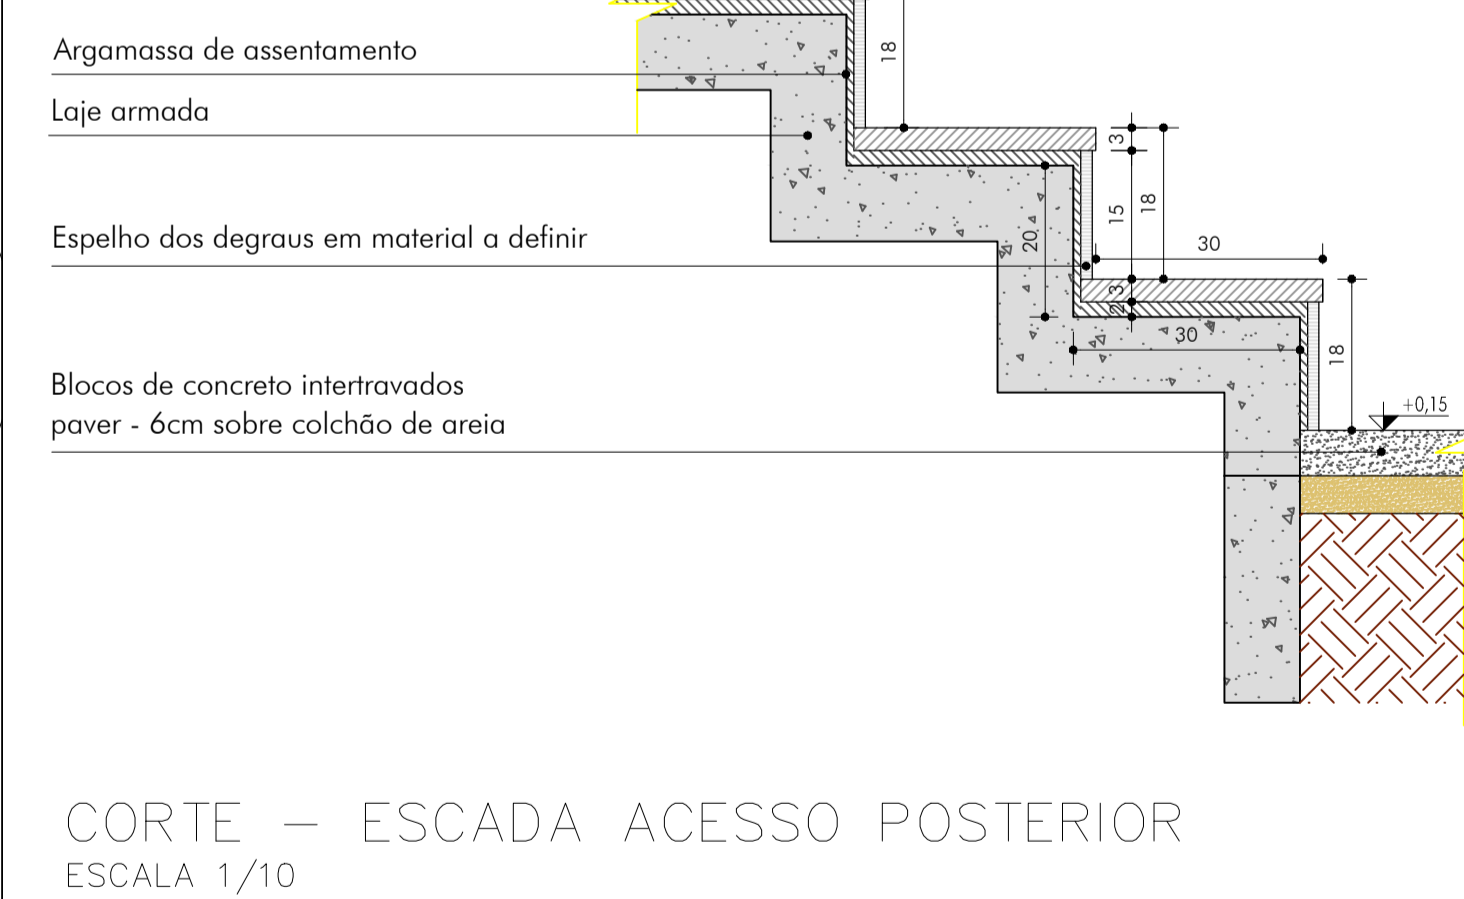 Argamassa de assentamento
18
Laje armada
3
15
18
Espelho dos degraus em material a definir
20
30
3
2
30
18
Blocos de concreto intertravados
paver - 6cm sobre colchão de areia
+0,15
CORTE – ESCADA ACESSO POSTERIOR
ESCALA 1/10